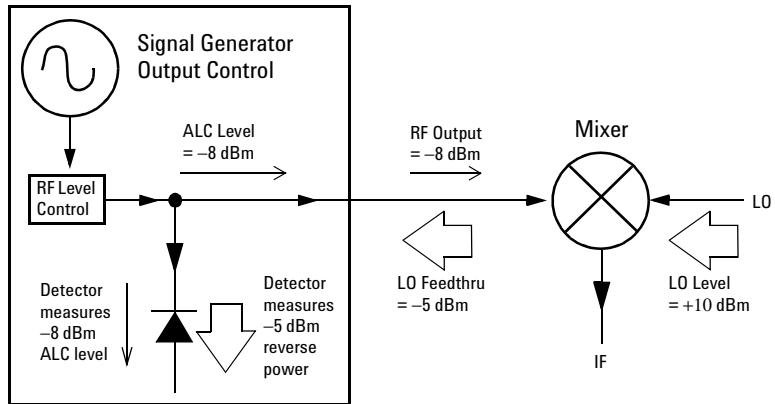 Signal Generator
Output Control
ALC Level
= −8 dBm
RF Output
= −8 dBm
Mixer
RF Level
Control
LO
LO Feedthru
= −5 dBm
LO Level
= +10 dBm
Detector
measures
−8 dBm
ALC level
Detector
measures
−5 dBm
reverse
power
IF